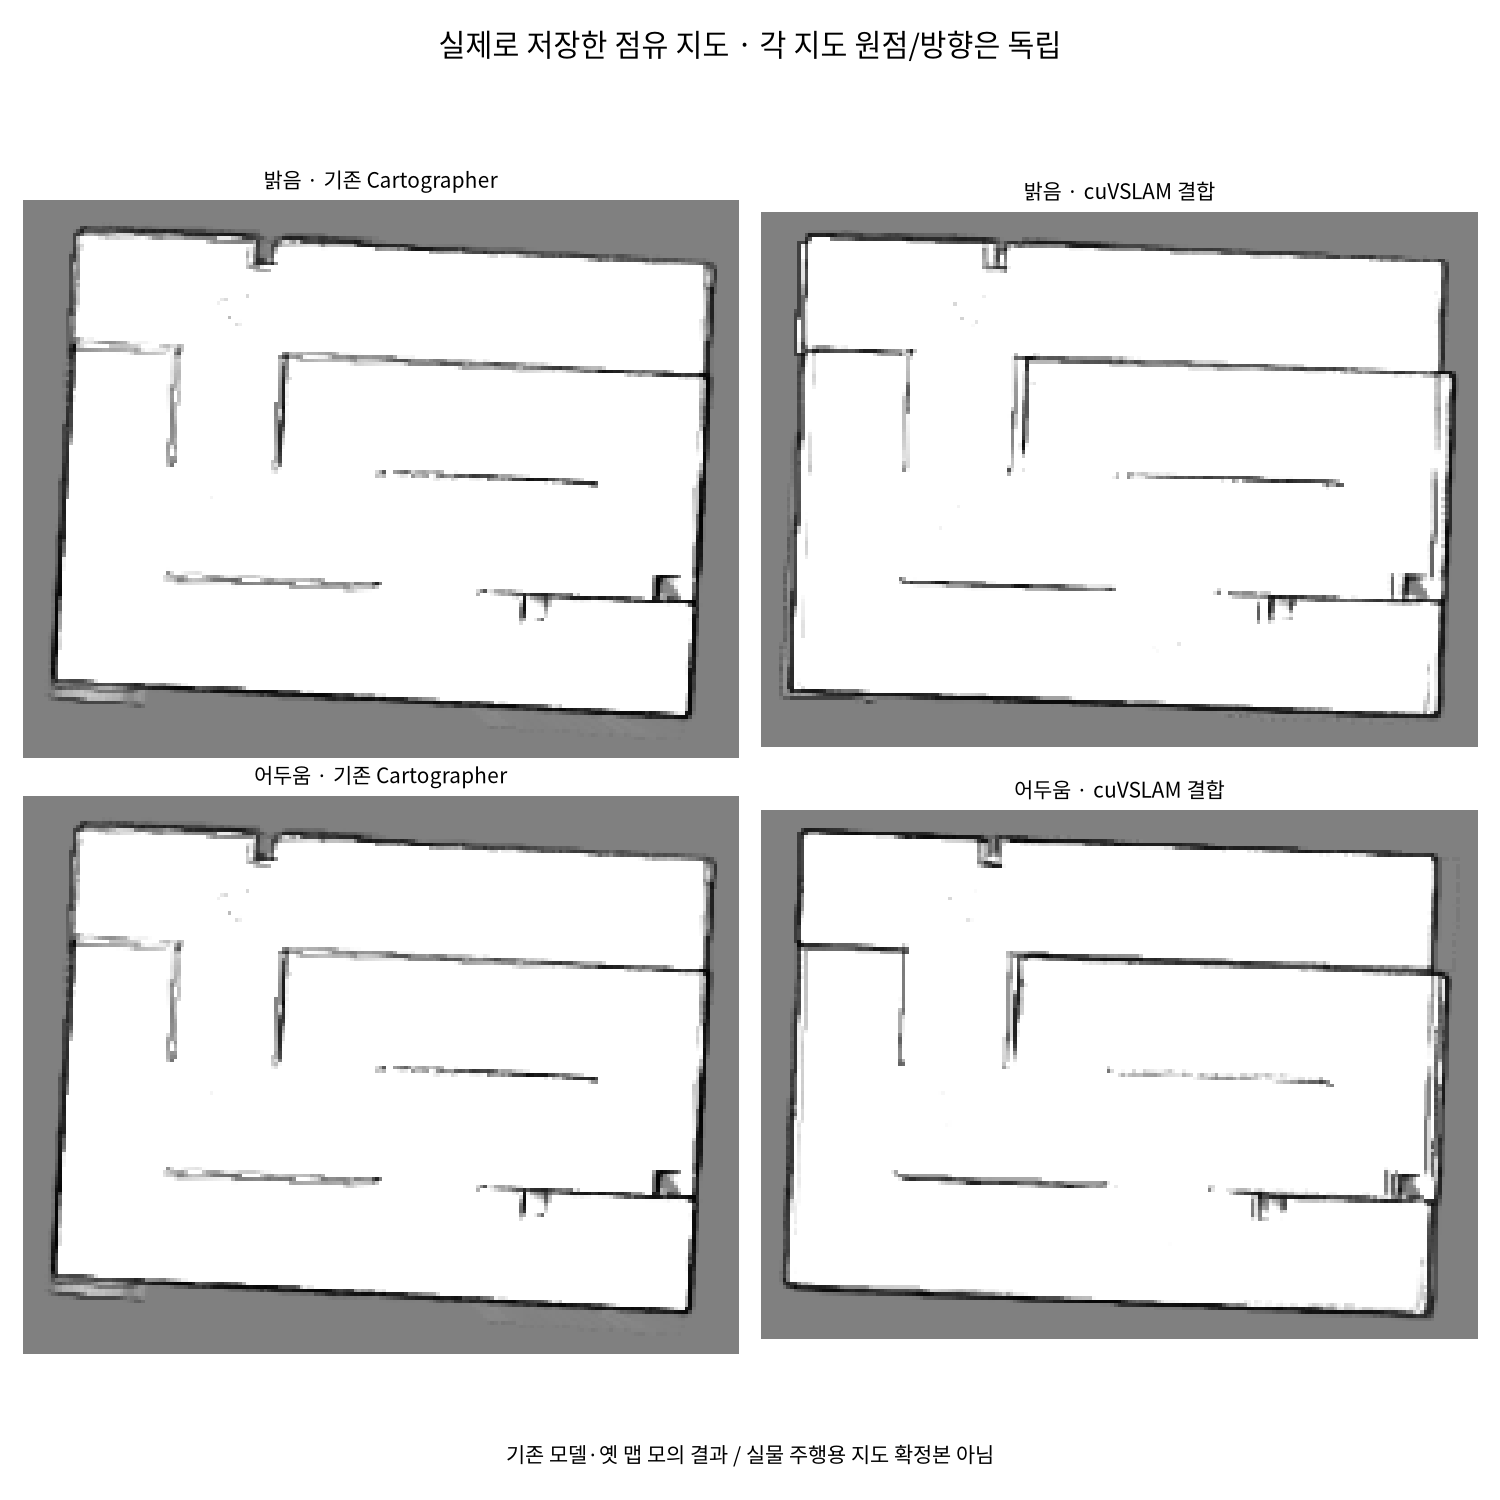 실제로 저장한 점유 지도 · 각 지도 원점/방향은 독립
밝음 · 기존 Cartographer
밝음 · cuVSLAM 결합
어두움 · 기존 Cartographer
어두움 · cuVSLAM 결합
기존 모델·옛 맵 모의 결과 / 실물 주행용 지도 확정본 아님